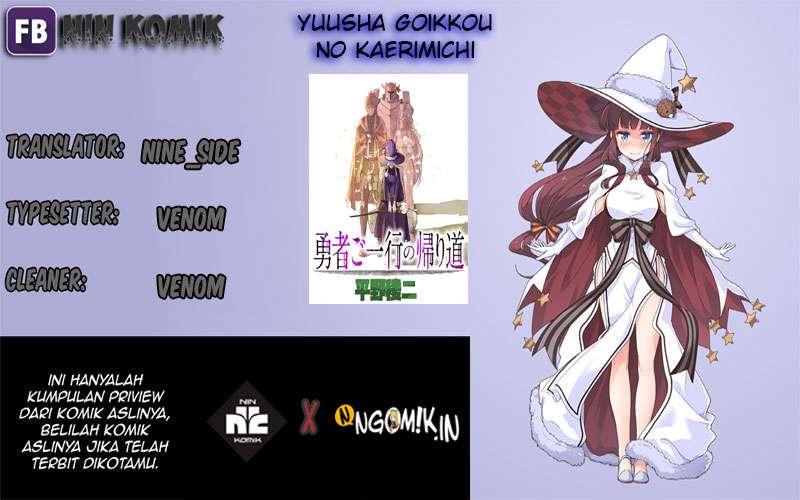 FB NIN KOMIK
YUUSHA GOIKKOU
NO KAERIMICHI
TRANSLATOR: NINE_SIDE
TYPESETTER: VENOM
CLEANER: VENOM
勇者ご一行の帰り道
平野稜二
INI HANYALAH
KUMPULAN PRIVIEW
DARI KOMIK ASLINYA,
BELILAH KOMIK
ASLINYA JIKA TELAH
TERBIT DIKOTAMU.
NIN
NC
KOMIK
X
NGOMIK.IN